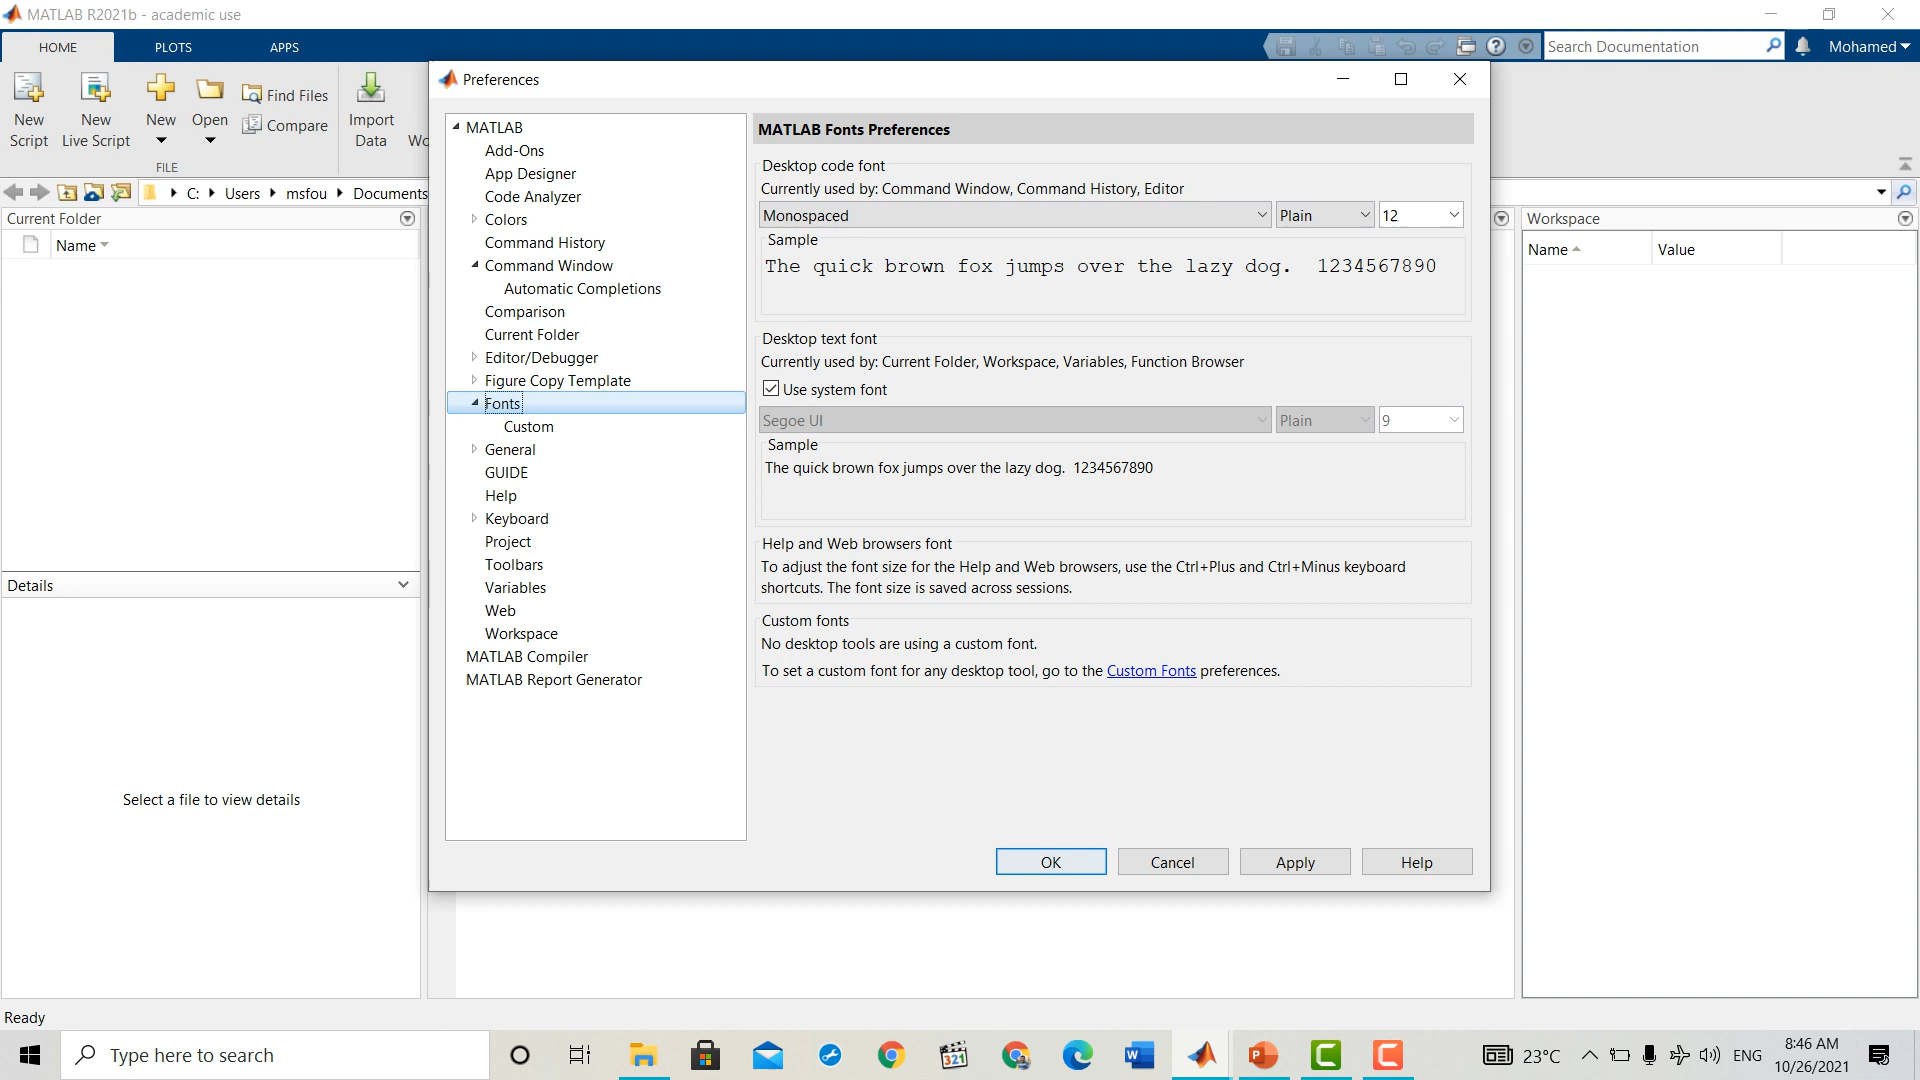 MATLAB R2021b - academic use
HOME PLOTS APPS
Search Documentation
Mohamed
New Script
New Live Script
New
Open
Find Files
Compare
Import Data
Wo
FILE
C: Users msfou Documents
Current Folder
Name
Details
Select a file to view details
Workspace
Name Value
Preferences
MATLAB
Add-Ons
App Designer
Code Analyzer
Colors
Command History
Command Window
Automatic Completions
Comparison
Current Folder
Editor/Debugger
Figure Copy Template
Fonts
Custom
General
GUIDE
Help
Keyboard
Project
Toolbars
Variables
Web
Workspace
MATLAB Compiler
MATLAB Report Generator
MATLAB Fonts Preferences
Desktop code font
Currently used by: Command Window, Command History, Editor
Monospaced Plain 12
Sample
The quick brown fox jumps over the lazy dog. 1234567890
Desktop text font
Currently used by: Current Folder, Workspace, Variables, Function Browser
Use system font
Segoe UI Plain 9
Sample
The quick brown fox jumps over the lazy dog. 1234567890
Help and Web browsers font
To adjust the font size for the Help and Web browsers, use the Ctrl+Plus and Ctrl+Minus keyboard
shortcuts. The font size is saved across sessions.
Custom fonts
No desktop tools are using a custom font.
To set a custom font for any desktop tool, go to the Custom Fonts preferences.
OK Cancel Apply Help
Ready
Type here to search
321
23°C
ENG
8:46 AM
10/26/2021